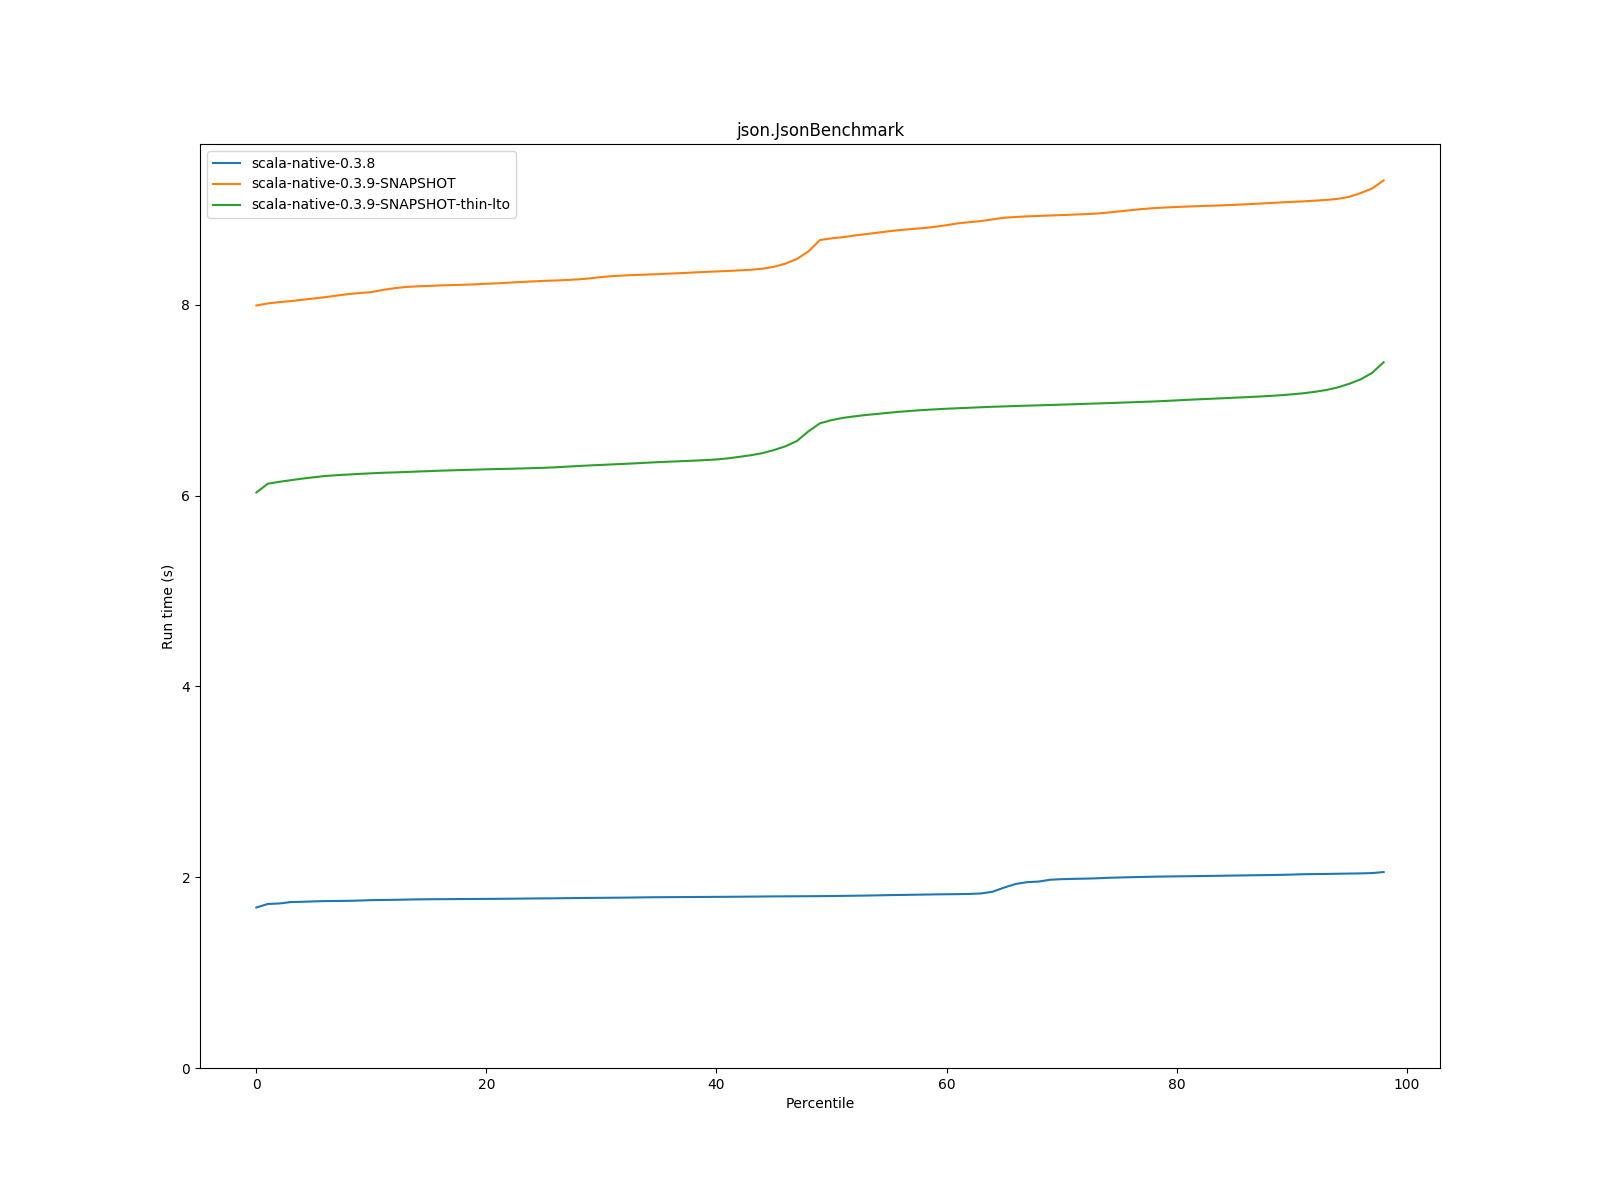 json.JsonBenchmark
scala-native-0.3.8
scala-native-0.3.9-SNAPSHOT
scala-native-0.3.9-SNAPSHOT-thin-lto
8
6
4
2
0
Run time (s)
0 20 40 60 80 100
Percentile